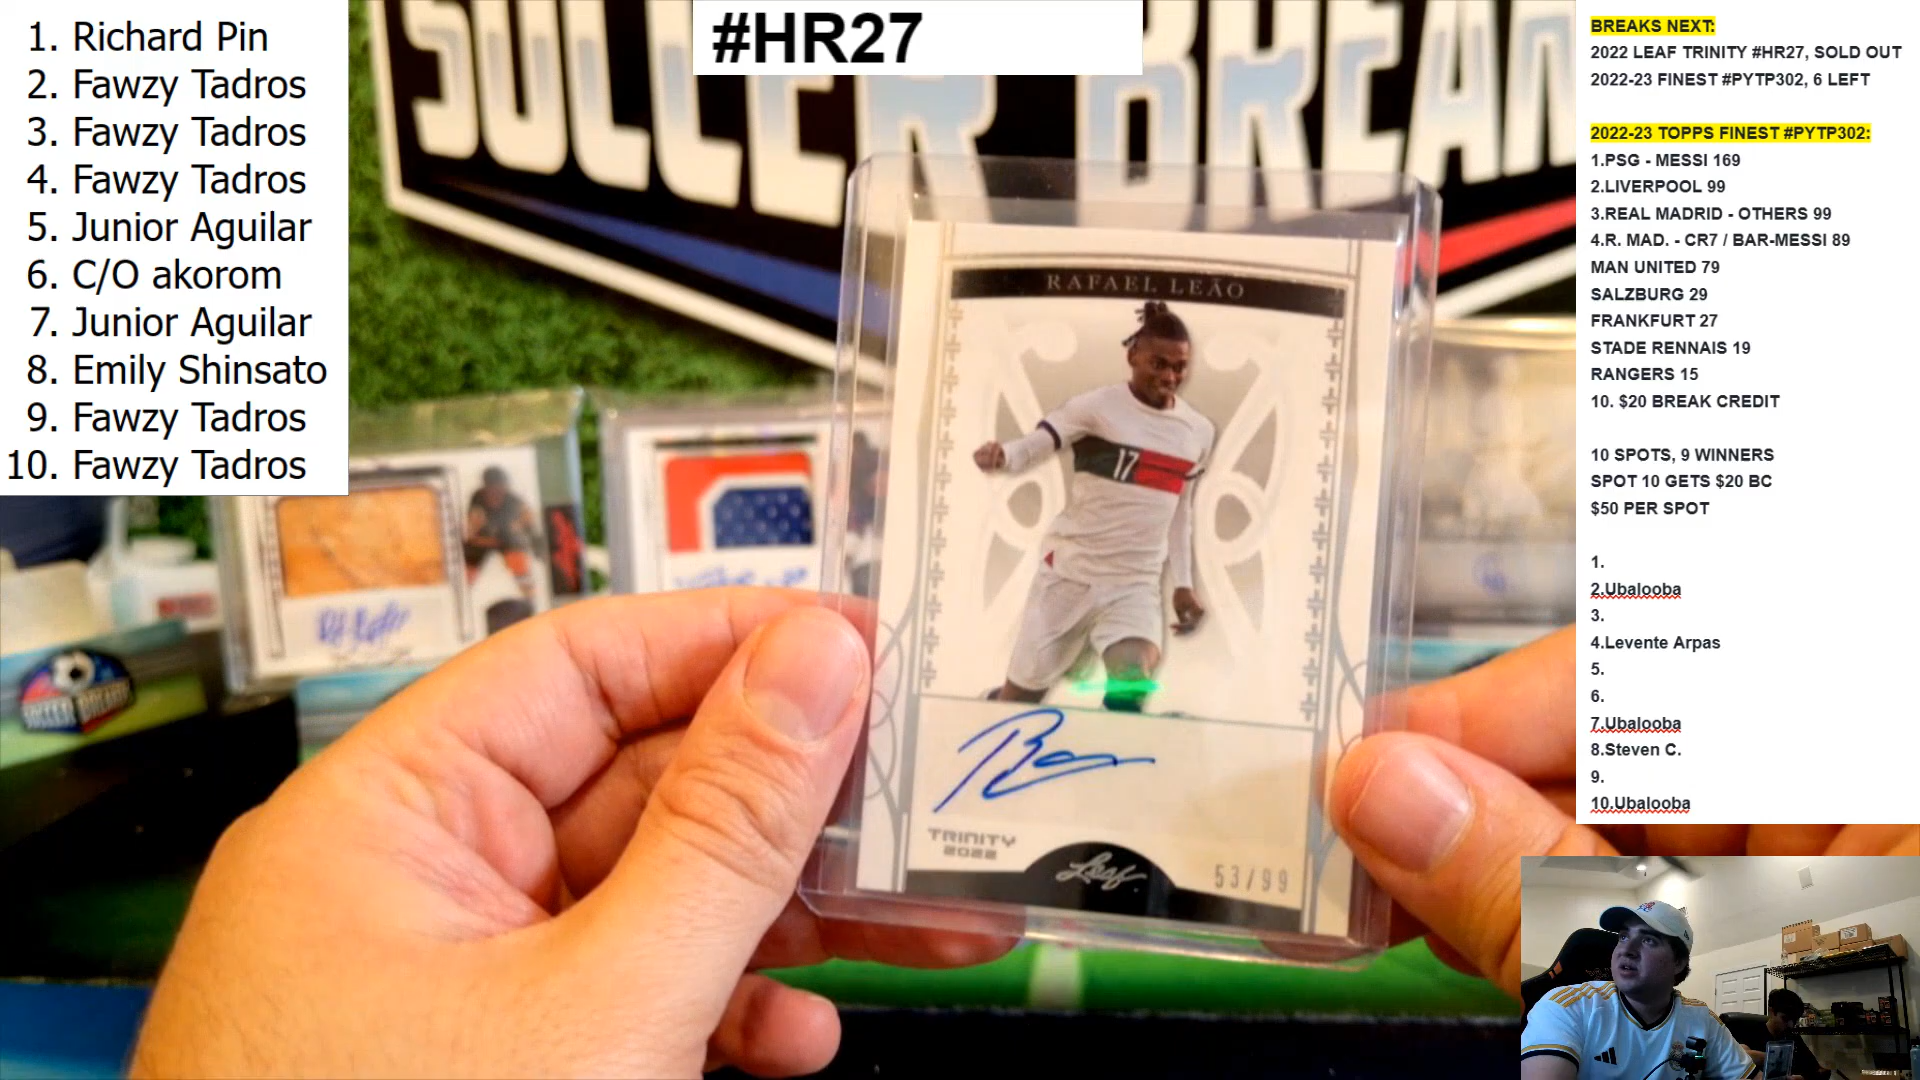 1. Richard Pin
2. Fawzy Tadros
3. Fawzy Tadros
4. Fawzy Tadros
5. Junior Aguilar
6. C/O akorom
7. Junior Aguilar
8. Emily Shinsato
9. Fawzy Tadros
10. Fawzy Tadros
#HR27
SOCCER BREAK
RAFAEL LEÃO
17
TRINITY
2022
Leaf
53/99
SOCCER BREAKS
BREAKS NEXT:
2022 LEAF TRINITY #HR27, SOLD OUT
2022-23 FINEST #PYTP302, 6 LEFT
2022-23 TOPPS FINEST #PYTP302:
1.PSG - MESSI 169
2.LIVERPOOL 99
3.REAL MADRID - OTHERS 99
4.R. MAD. - CR7 / BAR-MESSI 89
MAN UNITED 79
SALZBURG 29
FRANKFURT 27
STADE RENNAIS 19
RANGERS 15
10. $20 BREAK CREDIT
10 SPOTS, 9 WINNERS
SPOT 10 GETS $20 BC
$50 PER SPOT
1.
2.Ubalooba
3.
4.Levente Arpas
5.
6.
7.Ubalooba
8.Steven C.
9.
10.Ubalooba